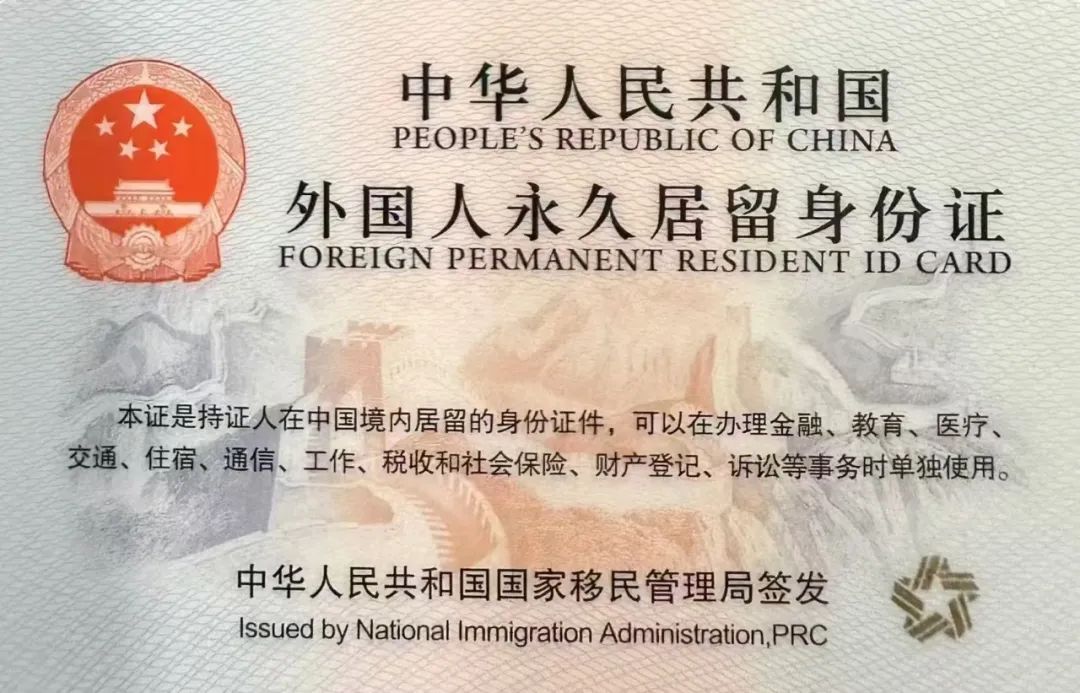 中华人民共和国
PEOPLE'S REPUBLIC OF CHINA
外国人永久居留身份证
FOREIGN PERMANENT RESIDENT ID CARD
本证是持证人在中国境内居留的身份证件，可以在办理金融、教育、医疗、
交通、住宿、通信、工作、税收和社会保险、财产登记、诉讼等事务时单独使用。
中华人民共和国国家移民管理局签发
Issued by National Immigration Administration,PRC